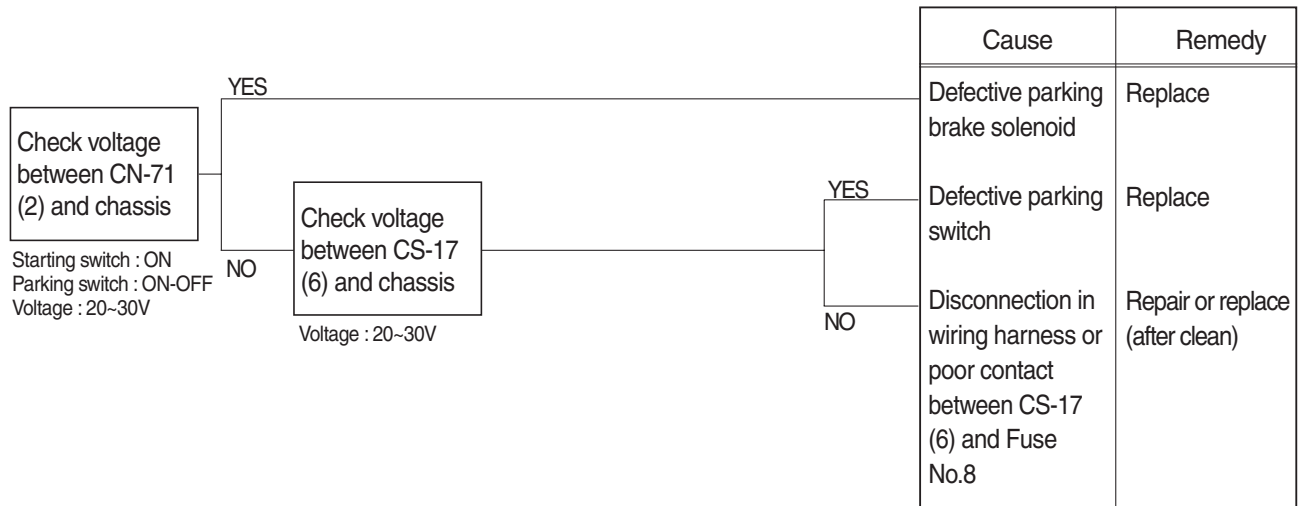 Cause
Remedy
YES
Check voltage
between CN-71
(2) and chassis
Starting switch : ON
Parking switch : ON-OFF
Voltage : 20~30V
NO
Check voltage
between CS-17
(6) and chassis
Voltage : 20~30V
YES
NO
Defective parking
brake solenoid
Replace
Defective parking
switch
Replace
Disconnection in
wiring harness or
poor contact
between CS-17
(6) and Fuse
No.8
Repair or replace
(after clean)